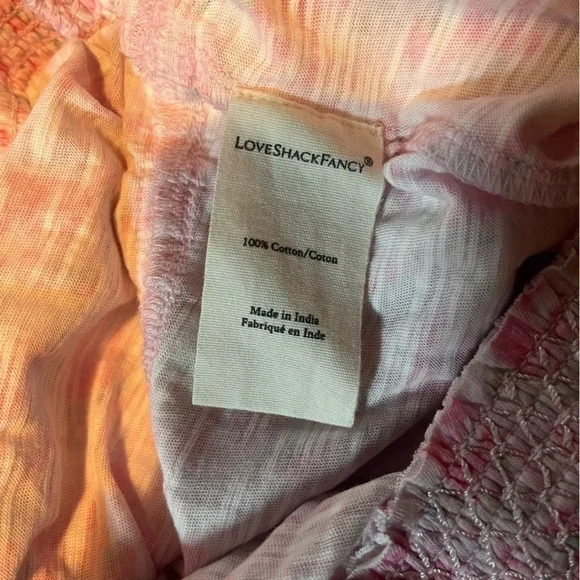 LOVESHACKFANCY®
100% Cotton/Coton
Made in India
Fabriqué en Inde